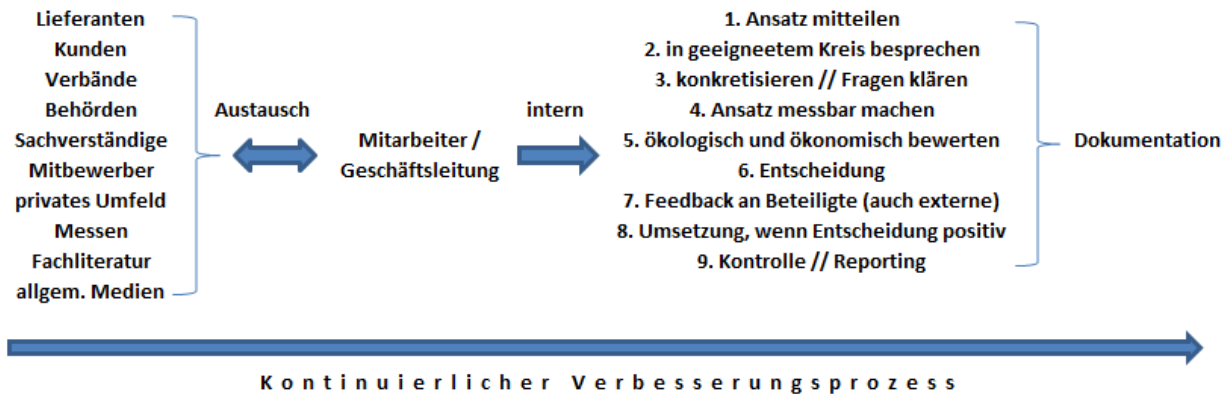 Lieferanten
Kunden
Verbände
Behörden
Sachverständige
Mitbewerber
privates Umfeld
Messen
Fachliteratur
allgem. Medien
Austausch
Mitarbeiter /
Geschäftsleitung
intern
1. Ansatz mitteilen
2. in geeigneetem Kreis besprechen
3. konkretisieren // Fragen klären
4. Ansatz messbar machen
5. ökologisch und ökonomisch bewerten
6. Entscheidung
7. Feedback an Beteiligte (auch externe)
8. Umsetzung, wenn Entscheidung positiv
9. Kontrolle // Reporting
Dokumentation
Kontinuierlicher Verbesserungsprozess